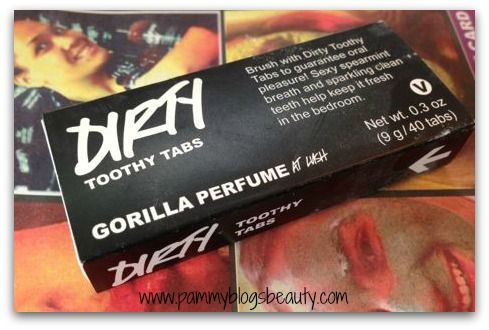 Brush with Dirty Toothy
Tabs to guarantee oral
pleasure! Sexy spearmint
breath and sparkling clean
teeth help keep it fresh
in the bedroom.
V
Net wt. 0.3 oz
(9 g/40 tabs)
DIRTY
TOOTHY TABS
GORILLA PERFUME AT LUSH
DIRTY TOOTHY
TABS
CARD
www.pammyblogsbeauty.com